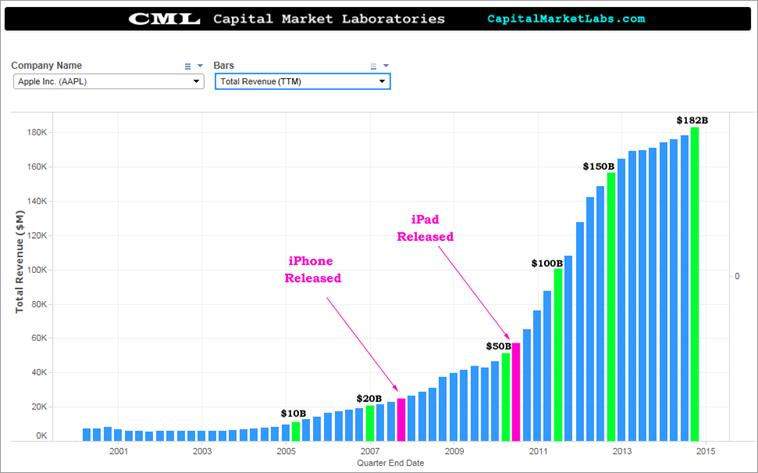 CML Capital Market Laboratories CapitalMarketLabs.com
Company Name Bars
Apple Inc. (AAPL) Total Revenue (TTM)
Total Revenue ($M)
180K
160K
140K
120K
100K
80K
60K
40K
20K
0K
$10B
$20B
iPhone
Released
$50B
iPad
Released
$100B
$150B
$182B
0
2001 2003 2005 2007 2009 2011 2013 2015
Quarter End Date